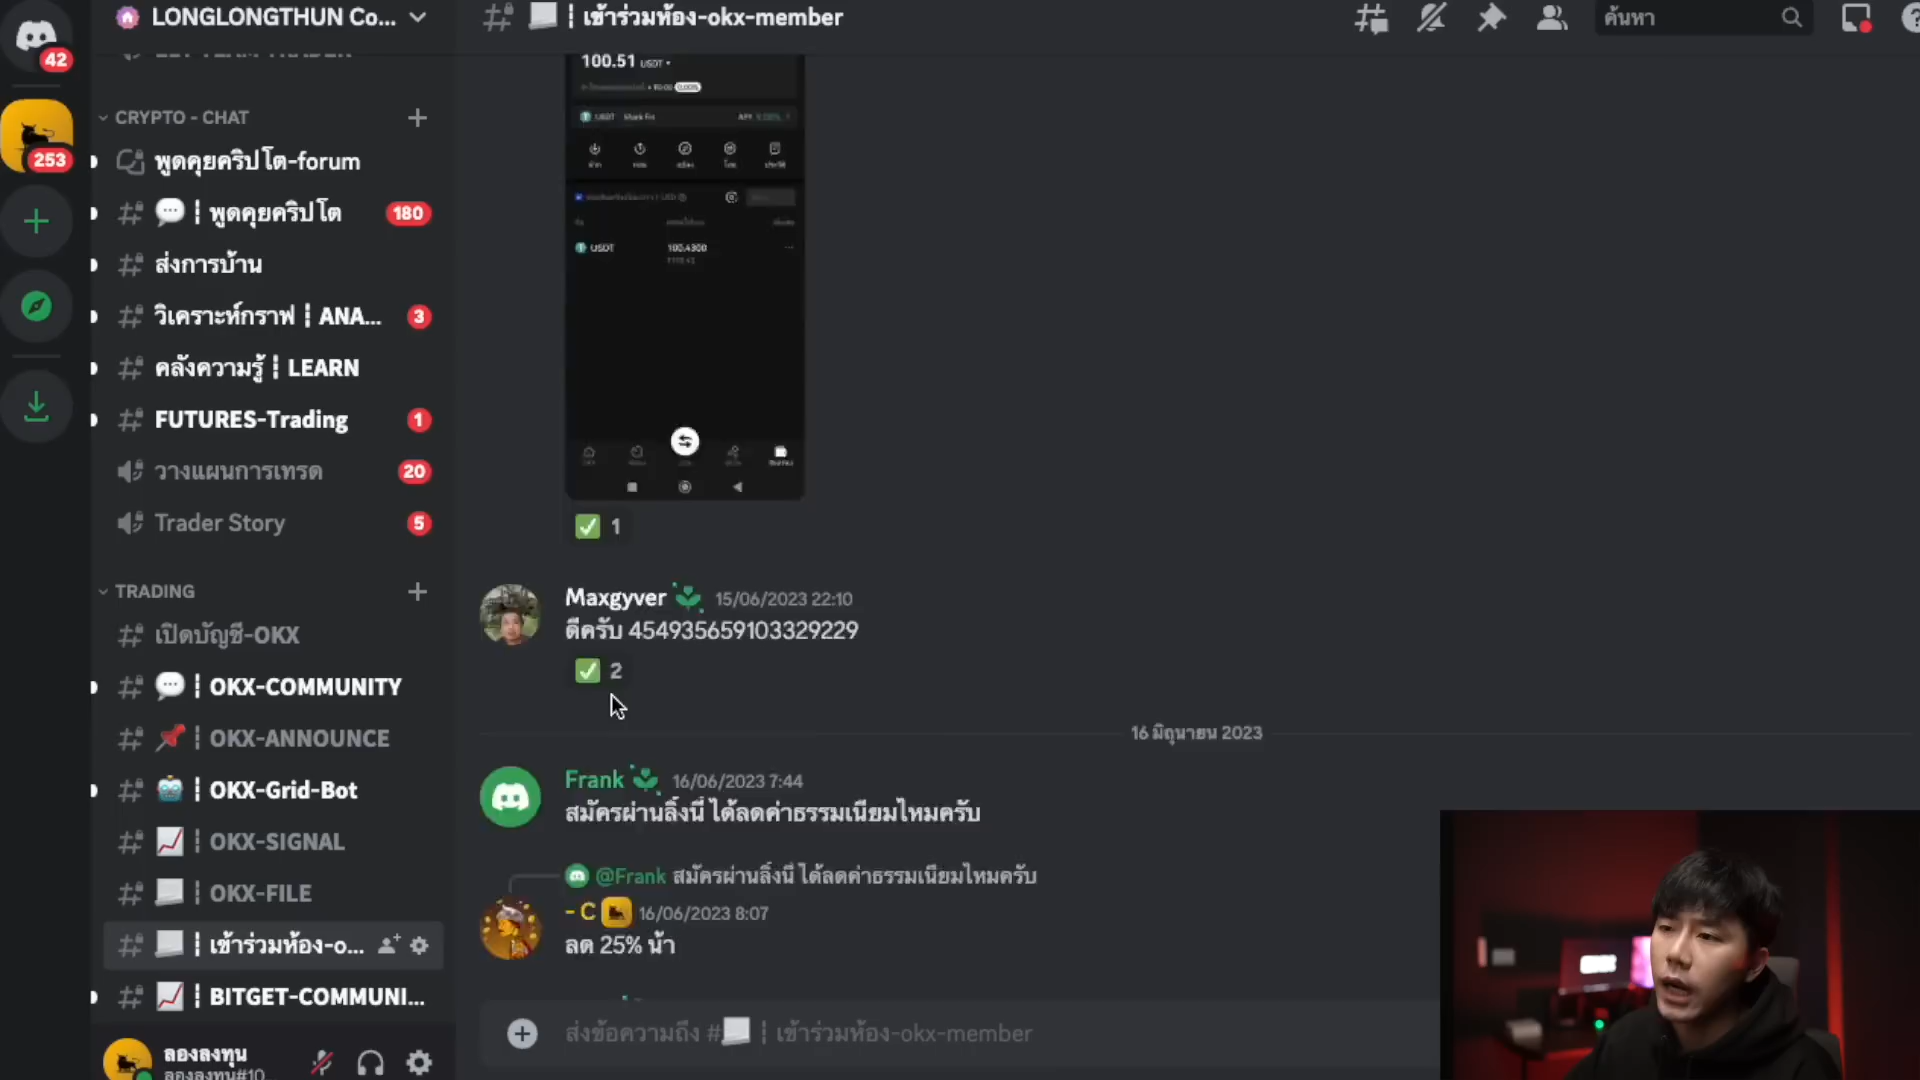 42
LONGLONGTHUN Co...
253
CRYPTO - CHAT
พูดคุยคริปโต-forum
💬 ┆ พูดคุยคริปโต
180
ส่งการบ้าน
วิเคราะห์กราฟ ┆ ANA...
3
คลังความรู้ ┆ LEARN
FUTURES-Trading
1
วางแผนการเทรด
20
Trader Story
5
TRADING
เปิดบัญชี-OKX
💬 ┆ OKX-COMMUNITY
📌 ┆ OKX-ANNOUNCE
🤖 ┆ OKX-Grid-Bot
📈 ┆ OKX-SIGNAL
OKX-FILE
┆ เข้าร่วมห้อง-o...
📈 ┆ BITGET-COMMUNI...
ลองลงทุน
ลองลงทุน#10
┆ เข้าร่วมห้อง-okx-member
ค้นหา
100.51 USDT
USDT Shark Fin
USDT 100.4300
✅ 1
Maxgyver 15/06/2023 22:10
ดีครับ 454935659103329229
✅ 2
16 มิถุนายน 2023
Frank 16/06/2023 7:44
สมัครผ่านลิ้งนี้ ได้ลดค่าธรรมเนียมไหมครับ
@Frank สมัครผ่านลิ้งนี้ ได้ลดค่าธรรมเนียมไหมครับ
- C 16/06/2023 8:07
ลด 25% น้า
ส่งข้อความถึง # ┆ เข้าร่วมห้อง-okx-member